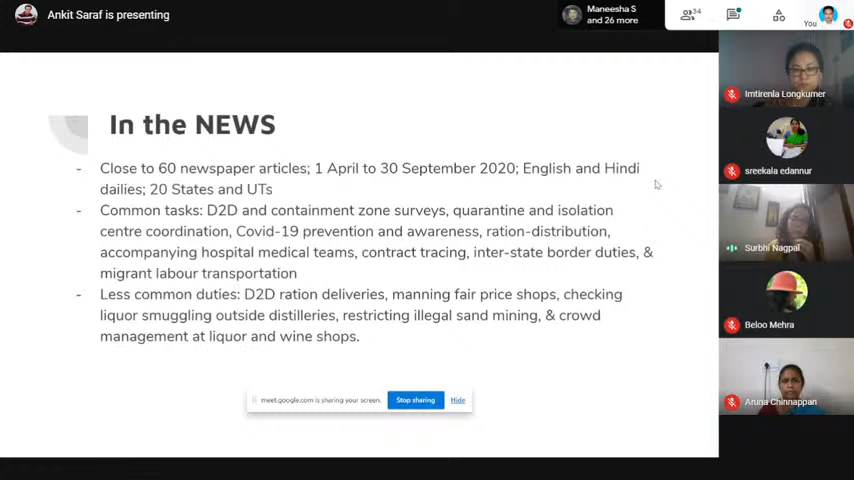 Ankit Saraf is presenting
Maneesha S
and 26 more
34
You
In the NEWS
- Close to 60 newspaper articles; 1 April to 30 September 2020; English and Hindi
dailies; 20 States and UTs
- Common tasks: D2D and containment zone surveys, quarantine and isolation
centre coordination, Covid-19 prevention and awareness, ration-distribution,
accompanying hospital medical teams, contract tracing, inter-state border duties, &
migrant labour transportation
- Less common duties: D2D ration deliveries, manning fair price shops, checking
liquor smuggling outside distilleries, restricting illegal sand mining, & crowd
management at liquor and wine shops.
meet.google.com is sharing your screen.
Stop sharing
Hide
Imtirenla Longkumer
sreekala edannur
Surbhi Nagpal
Beloo Mehra
Aruna Chinnappan